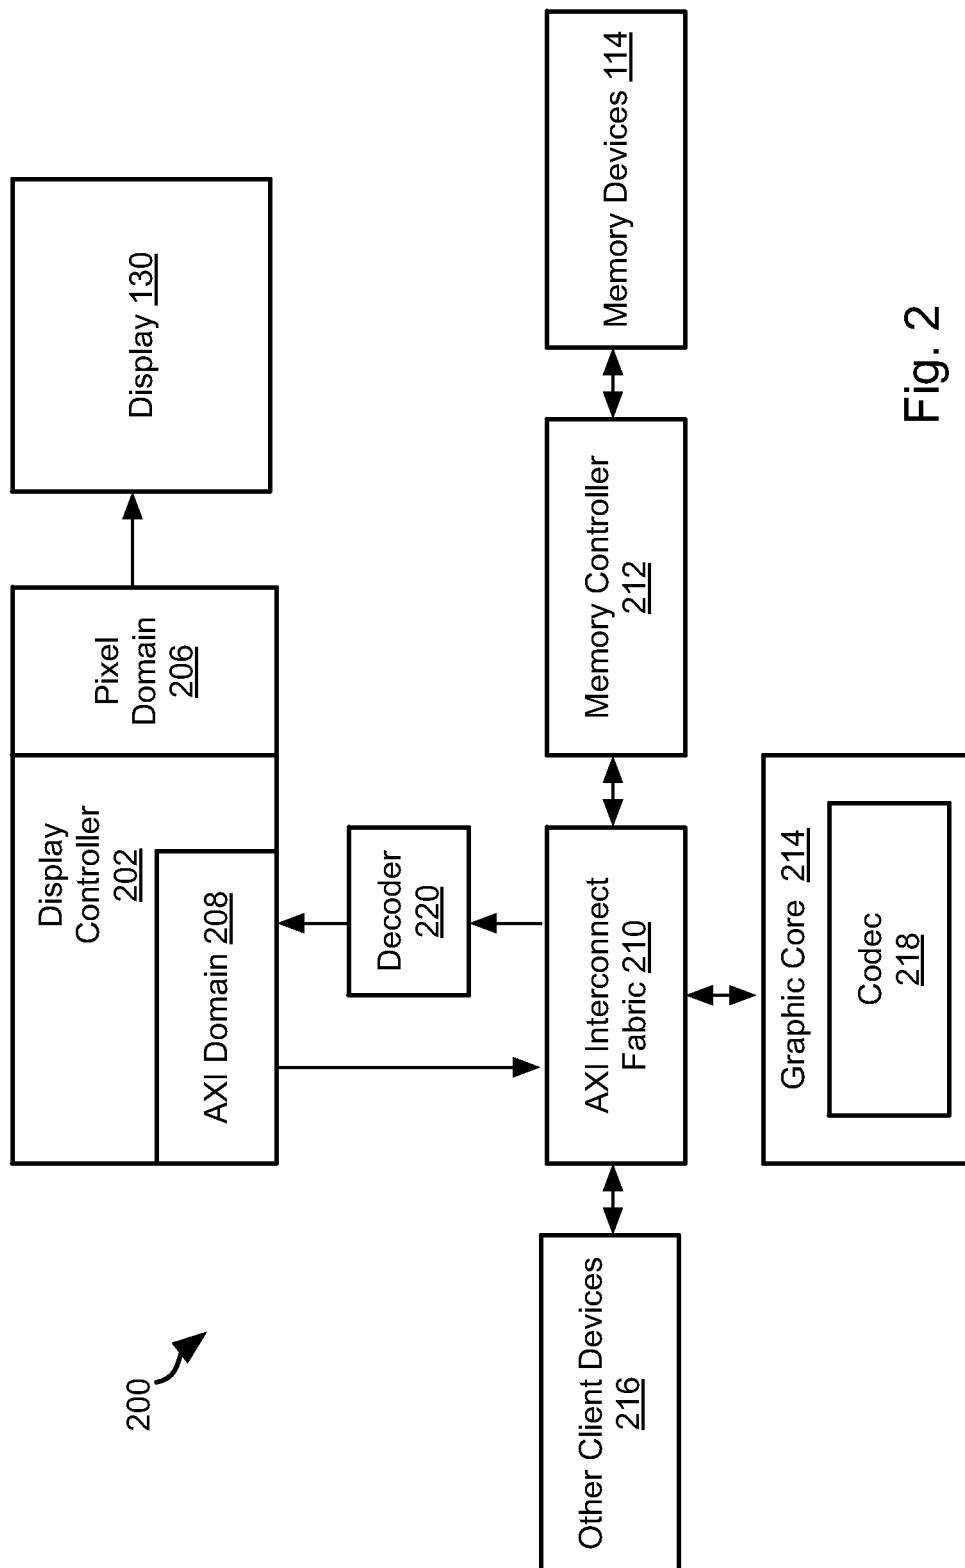 200
Display
Controller
202
Pixel
Domain
206
Display 130
AXI Domain 208
Decoder
220
Other Client Devices
216
AXI Interconnect
Fabric 210
Memory Controller
212
Memory Devices 114
Graphic Core 214
Codec
218
Fig. 2